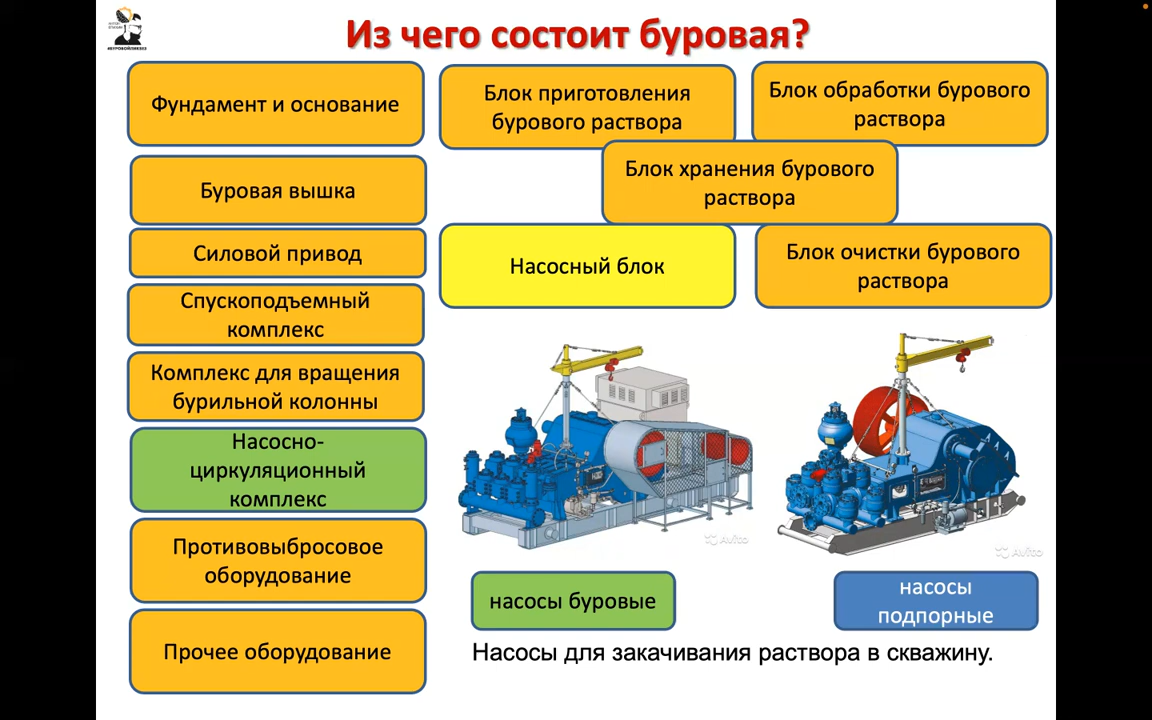 Из чего состоит буровая?
Фундамент и основание
Буровая вышка
Силовой привод
Спускоподъемный
комплекс
Комплекс для вращения
бурильной колонны
Насосно-
циркуляционный
комплекс
Противовыбросовое
оборудование
Прочее оборудование
Блок приготовления
бурового раствора
Блок обработки бурового
раствора
Блок хранения бурового
раствора
Насосный блок
Блок очистки бурового
раствора
Avito
Avito
насосы буровые
насосы
подпорные
Насосы для закачивания раствора в скважину.